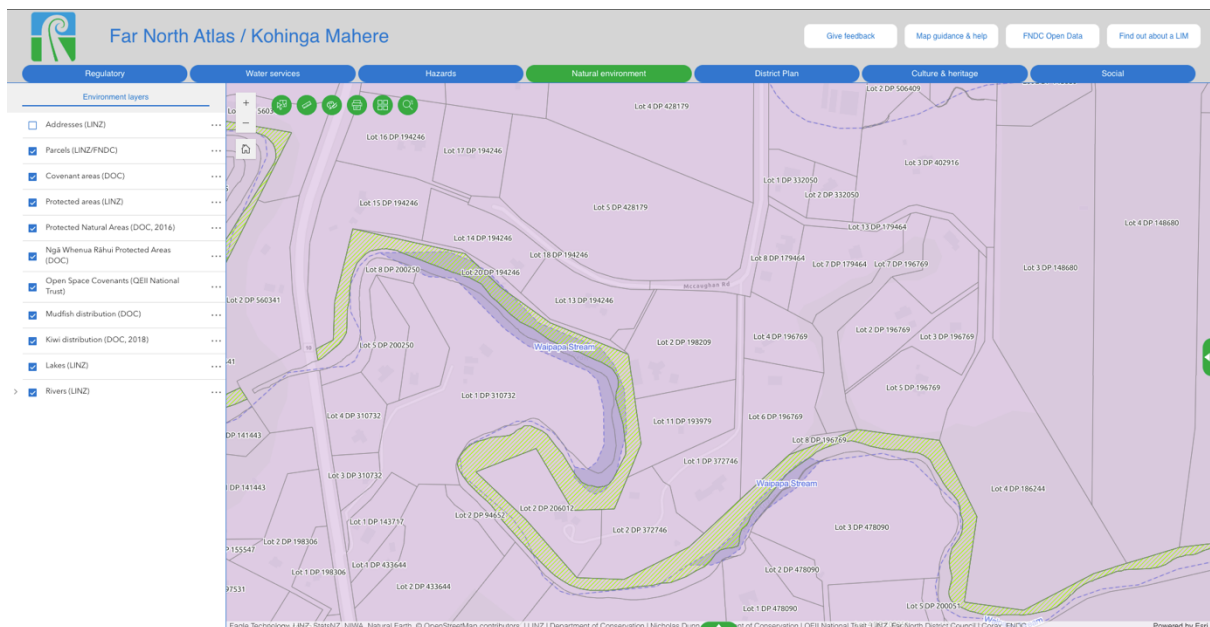 Far North Atlas / Kohinga Mahere
Give feedback
Map guidance & help
FNDC Open Data
Find out about a LIM
Regulatory
Water services
Hazards
Natural environment
District Plan
Culture & heritage
Social
Environment layers
Addresses (LINZ)
Parcels (LINZ/FNDC)
Covenant areas (DOC)
Protected areas (LINZ)
Protected Natural Areas (DOC, 2016)
Ngā Whenua Rāhui Protected Areas
(DOC)
Open Space Covenants (QEII National
Trust)
Mudfish distribution (DOC)
Kiwi distribution (DOC, 2018)
Lakes (LINZ)
Rivers (LINZ)
Lot 2 DP 506409
Lot 4 DP 428179
Lot 16 DP 194246
Lot 17 DP 194246
Lot 3 DP 402916
Lot 1 DP 332050
Lot 2 DP 332050
Lot 15 DP 194246
Lot 5 DP 428179
Lot 4 DP 148680
Lot 13 DP 179464
Lot 14 DP 194246
Lot 18 DP 194246
Lot 8 DP 179464
Lot 7 DP 179464
Lot 7 DP 196769
Lot 3 DP 148680
Lot 8 DP 200250
Lot 20 DP 194246
Lot 2 DP 560341
Lot 13 DP 194246
Lot 2 DP 196769
Lot 4 DP 196769
Lot 3 DP 196769
Lot 5 DP 200250
Waipapa Stream
Lot 2 DP 198209
10
41
Lot 5 DP 196769
Lot 1 DP 310732
Lot 4 DP 310732
Lot 11 DP 193979
Lot 6 DP 196769
DP 141443
Lot 8 DP 196769
Lot 1 DP 372746
Lot 3 DP 310732
Waipapa Stream
DP 141443
Lot 4 DP 186244
Lot 2 DP 206012
Lot 2 DP 94652
Lot 1 DP 143717
Lot 2 DP 372746
Lot 3 DP 478090
Lot 2 DP 198306
155547
Lot 1 DP 433644
Lot 1 DP 198306
Lot 2 DP 478090
97531
Lot 2 DP 433644
Lot 1 DP 478090
Lot 5 DP 200051
Powered by Esri